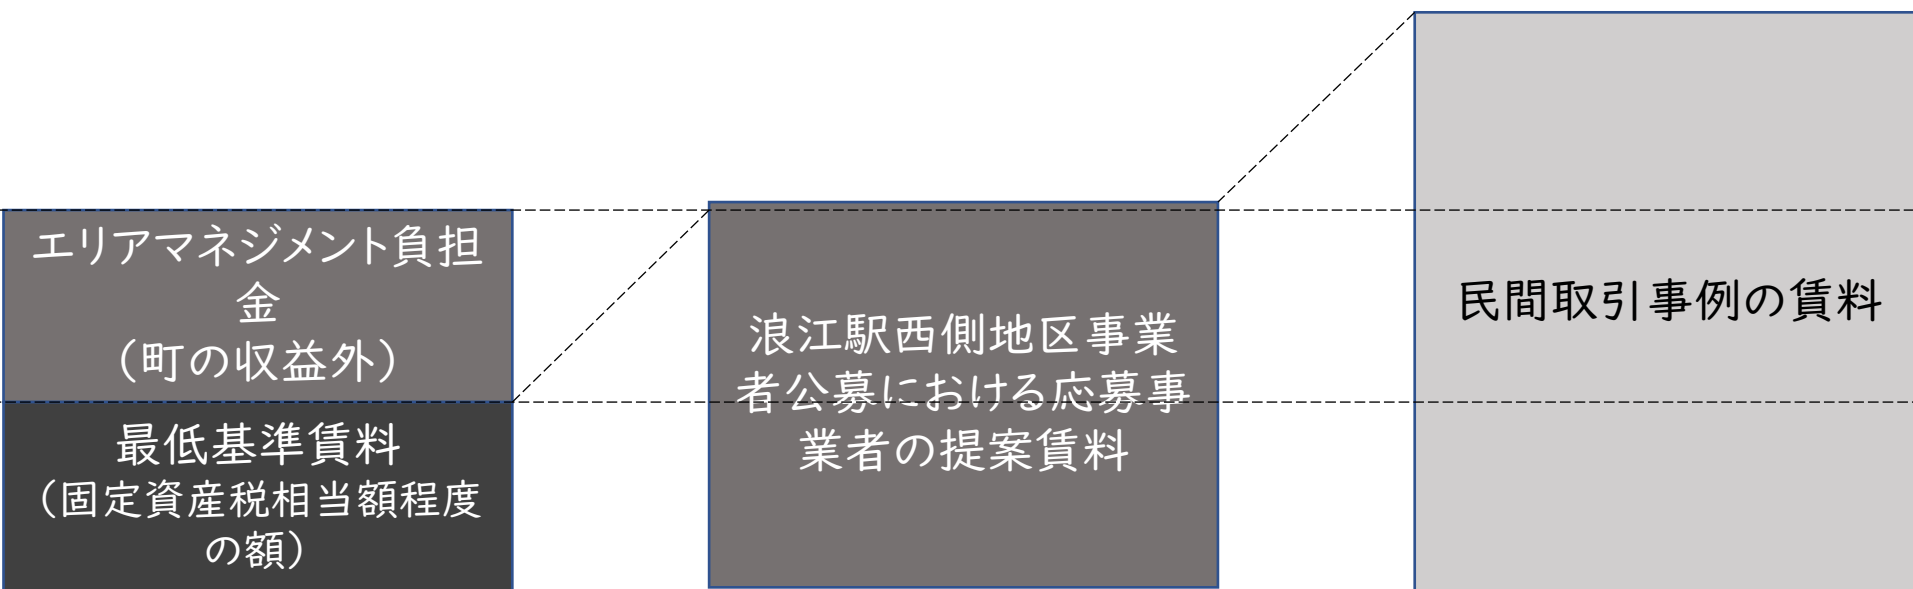 エリアマネジメント負担
金
（町の収益外）
最低基準賃料
（固定資産税相当額程度
の額）
浪江駅西側地区事業
者公募における応募事
業者の提案賃料
民間取引事例の賃料